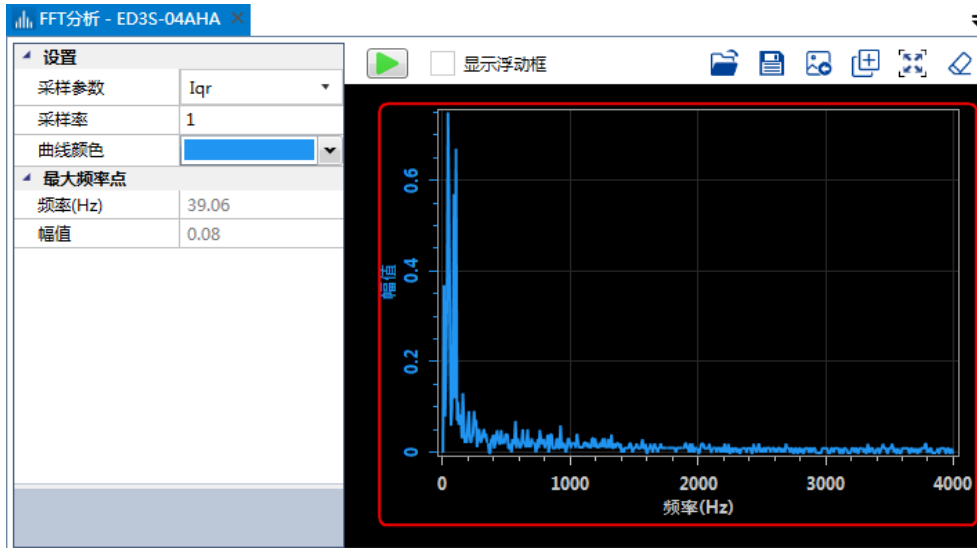 FFT分析 - ED3S-04AHA
设置
采样参数 Iqr
采样率 1
曲线颜色
最大频率点
频率(Hz) 39.06
幅值 0.08
显示浮动框
幅值
0.6
0.4
0.2
0
0 1000 2000 3000 4000
频率(Hz)